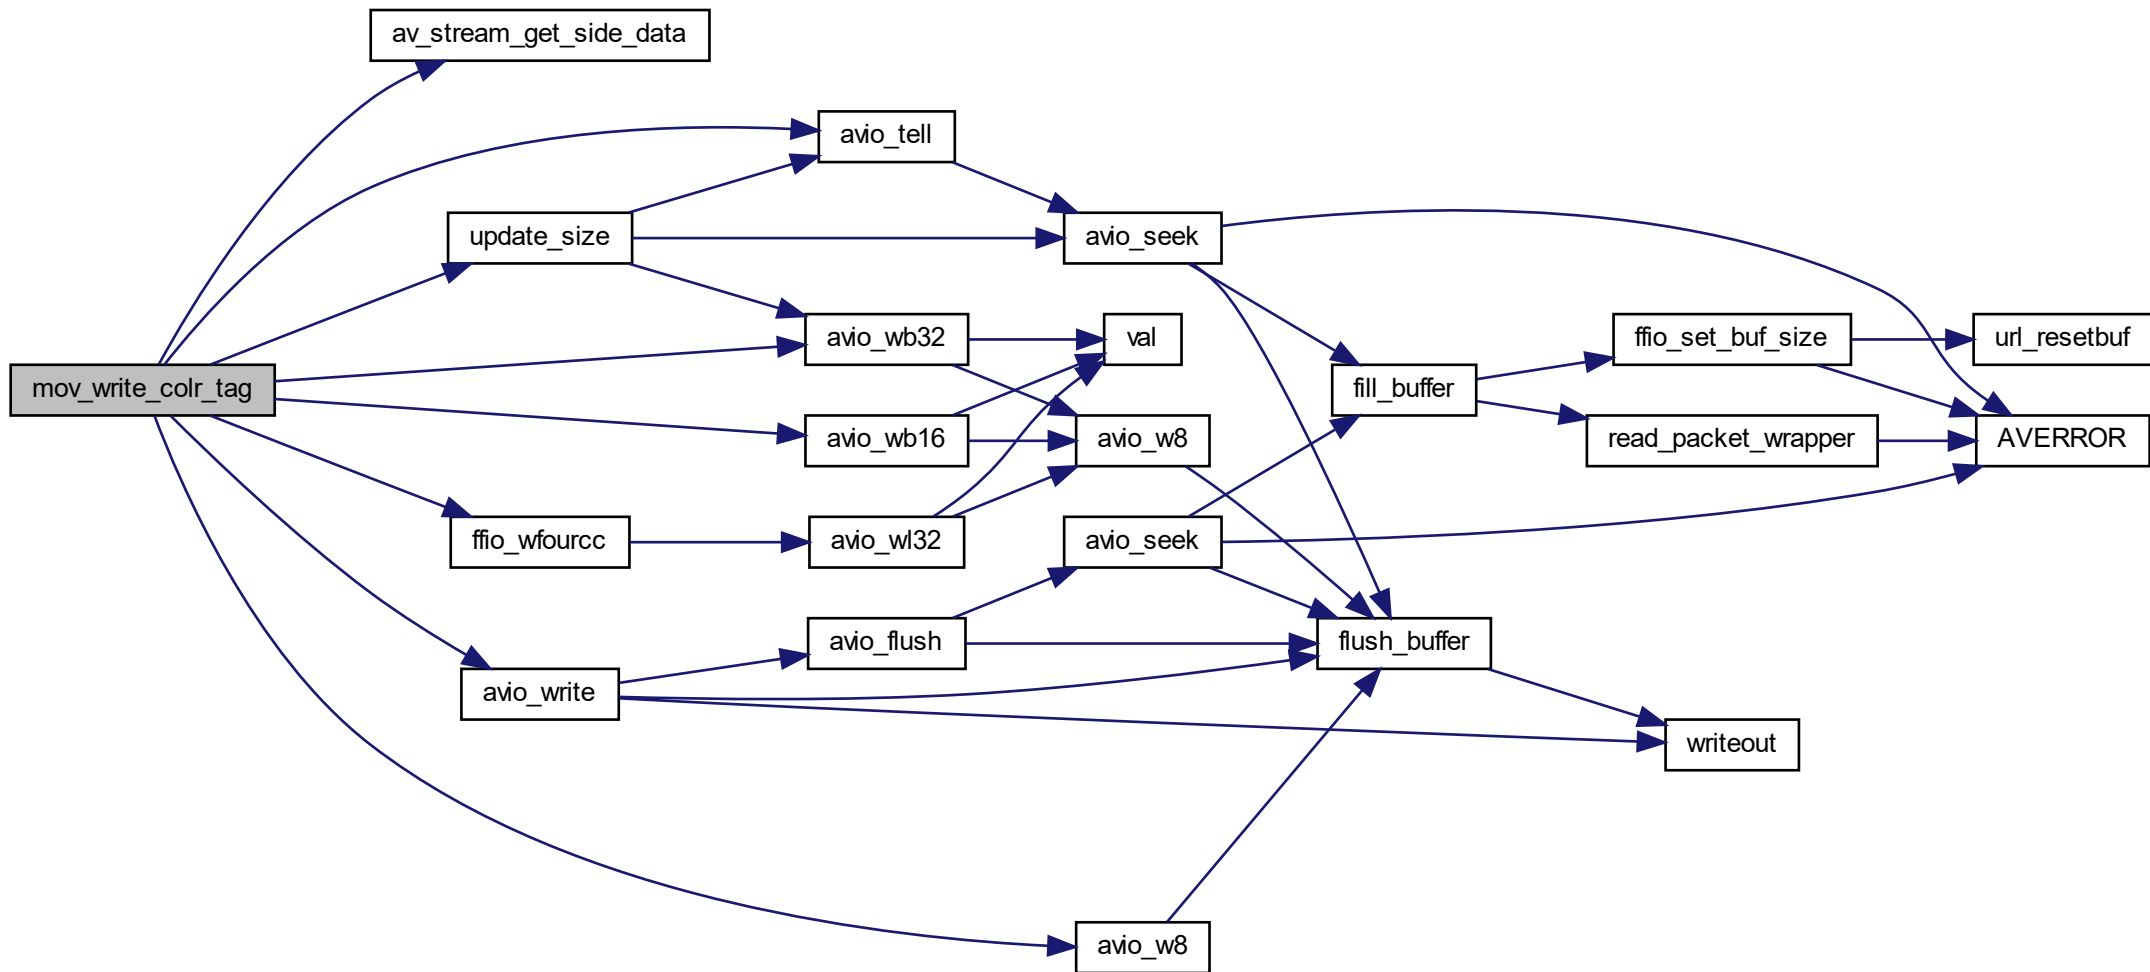 av_stream_get_side_data
avio_tell
update_size
avio_seek
avio_wb32
val
ffio_set_buf_size
url_resetbuf
mov_write_colr_tag
fill_buffer
avio_wb16
avio_w8
read_packet_wrapper
AVERROR
ffio_wfourcc
avio_wl32
avio_seek
avio_flush
flush_buffer
avio_write
writeout
avio_w8